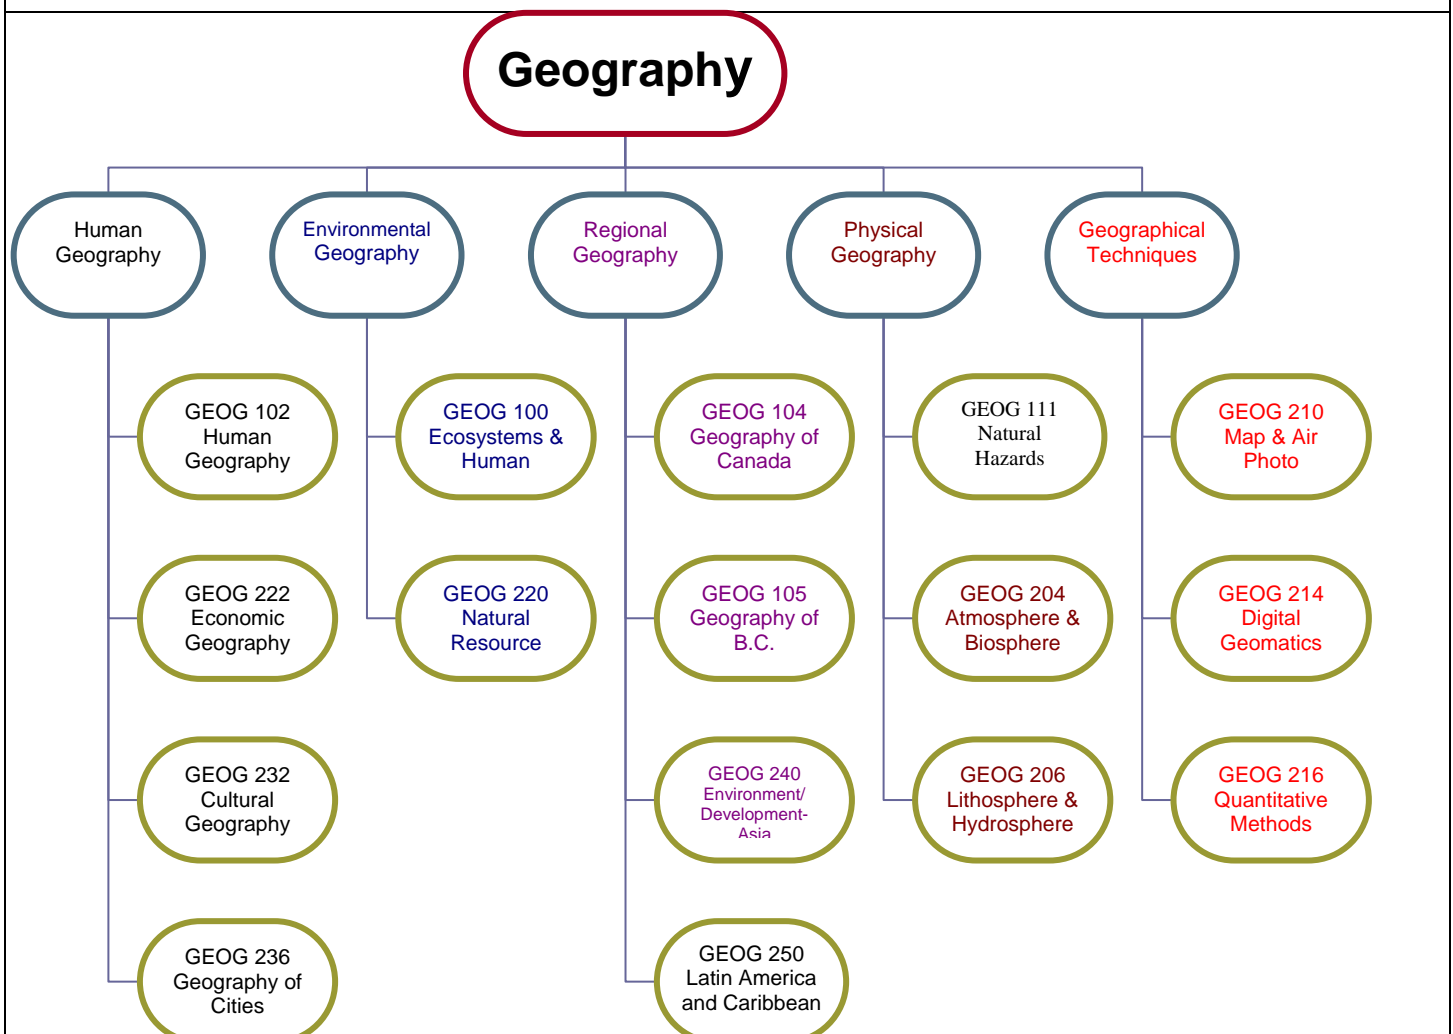 Geography
Human
Geography
Environmental
Geography
Regional
Geography
Physical
Geography
Geographical
Techniques
GEOG 102
Human
Geography
GEOG 100
Ecosystems &
Human
GEOG 104
Geography of
Canada
GEOG 111
Natural
Hazards
GEOG 210
Map & Air
Photo
GEOG 222
Economic
Geography
GEOG 220
Natural
Resource
GEOG 105
Geography of
B.C.
GEOG 204
Atmosphere &
Biosphere
GEOG 214
Digital
Geomatics
GEOG 232
Cultural
Geography
GEOG 240
Environment/
Development-
Asia
GEOG 206
Lithosphere &
Hydrosphere
GEOG 216
Quantitative
Methods
GEOG 236
Geography of
Cities
GEOG 250
Latin America
and Caribbean